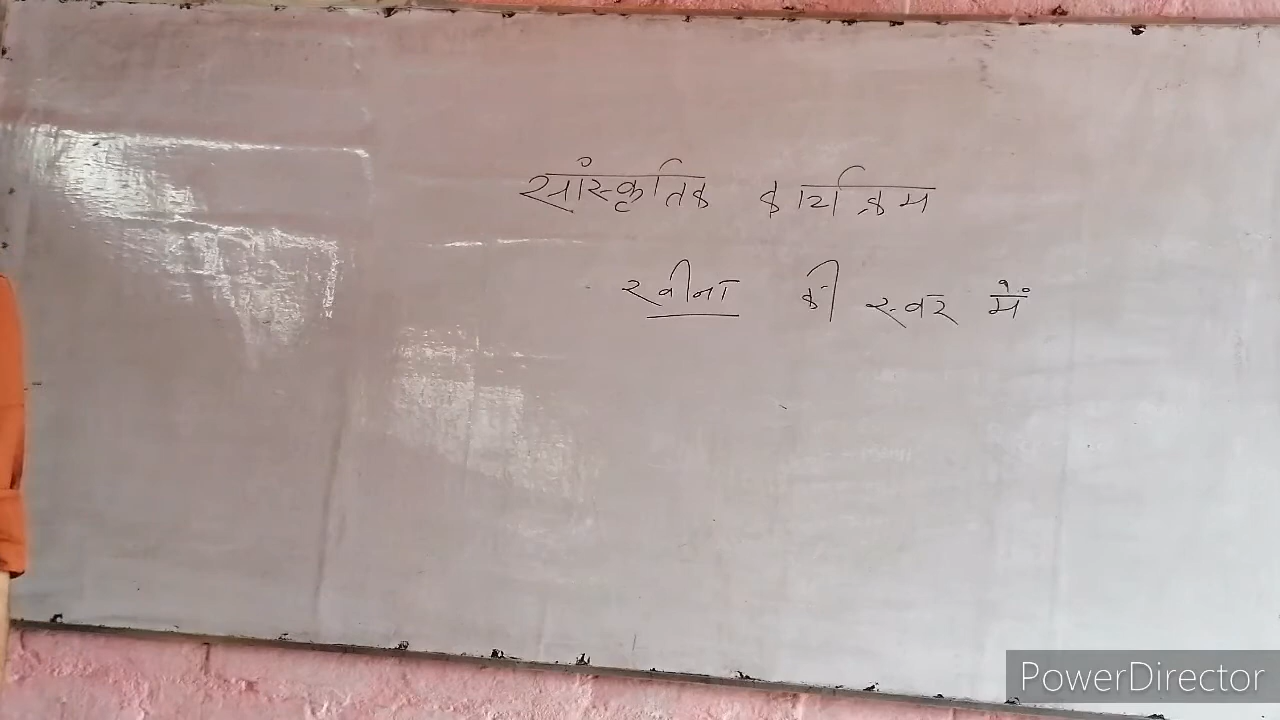 सांस्कृतिक कार्यक्रम
रवीना की स्वर में
PowerDirector